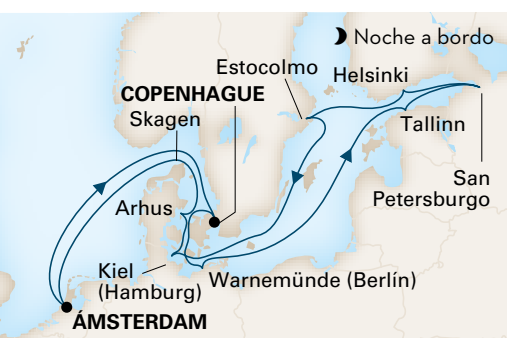 Noche a bordo
Estocolmo
Helsinki
COPENHAGUE
Skagen
Tallinn
San
Petersburgo
Arhus
Kiel
(Hamburg)
Warnemünde (Berlín)
ÁMSTERDAM